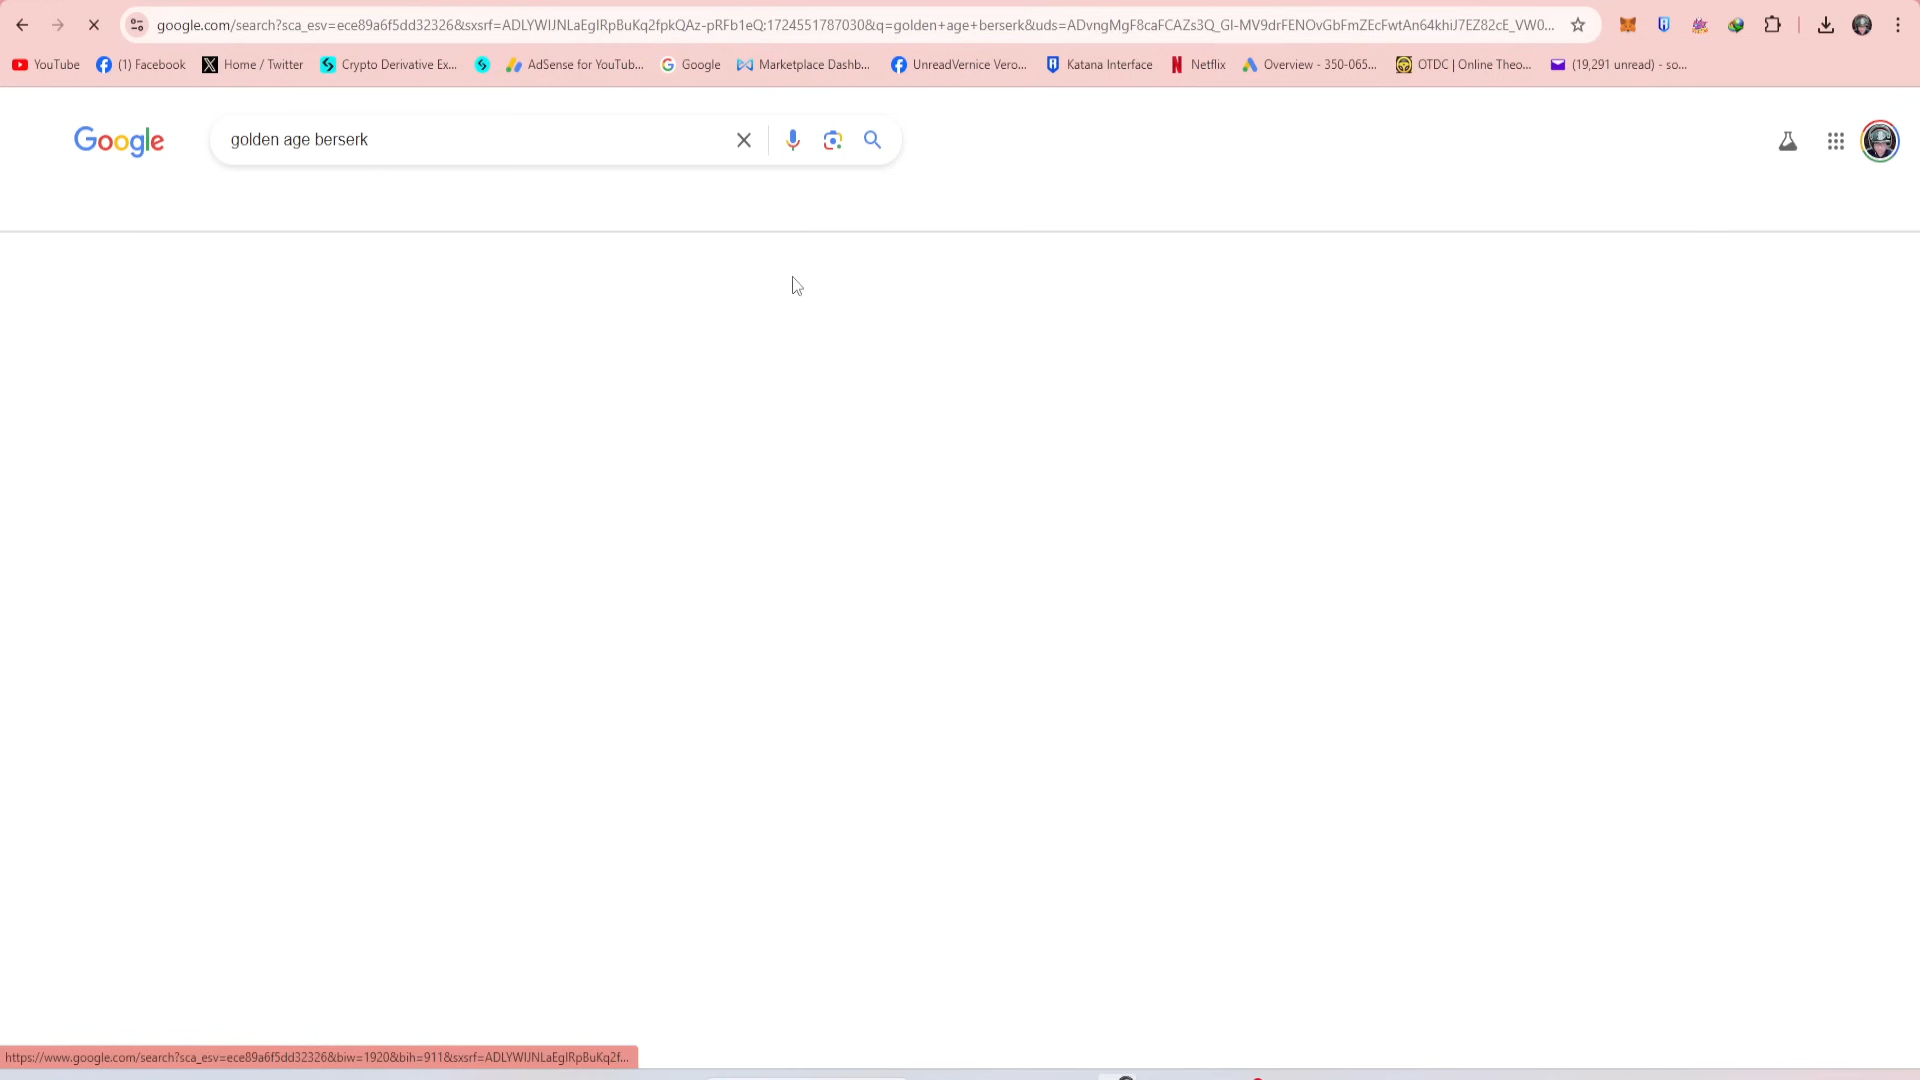 google.com/search?sca_esv=ece89a6f5dd32326&sxsrf=ADLYWIJNLaEglRpBuKq2fpkQAz-pRFb1eQ:1724551787030&q=golden+age+berserk&uds=ADvngMgF8caFCAZs3Q_GI-MV9drFENOvGbFmZEcFwtAn64khiJ7EZ82cE_VW0...
YouTube (1) Facebook Home / Twitter Crypto Derivative Ex... AdSense for YouTub... Google Marketplace Dashb... UnreadVernice Vero... Katana Interface Netflix Overview - 350-065... OTDC | Online Theo... (19,291 unread) - so...
Google golden age berserk
https://www.google.com/search?sca_esv=ece89a6f5dd32326&biw=1920&bih=911&sxsrf=ADLYWIJNLaEglRpBuKq2f...